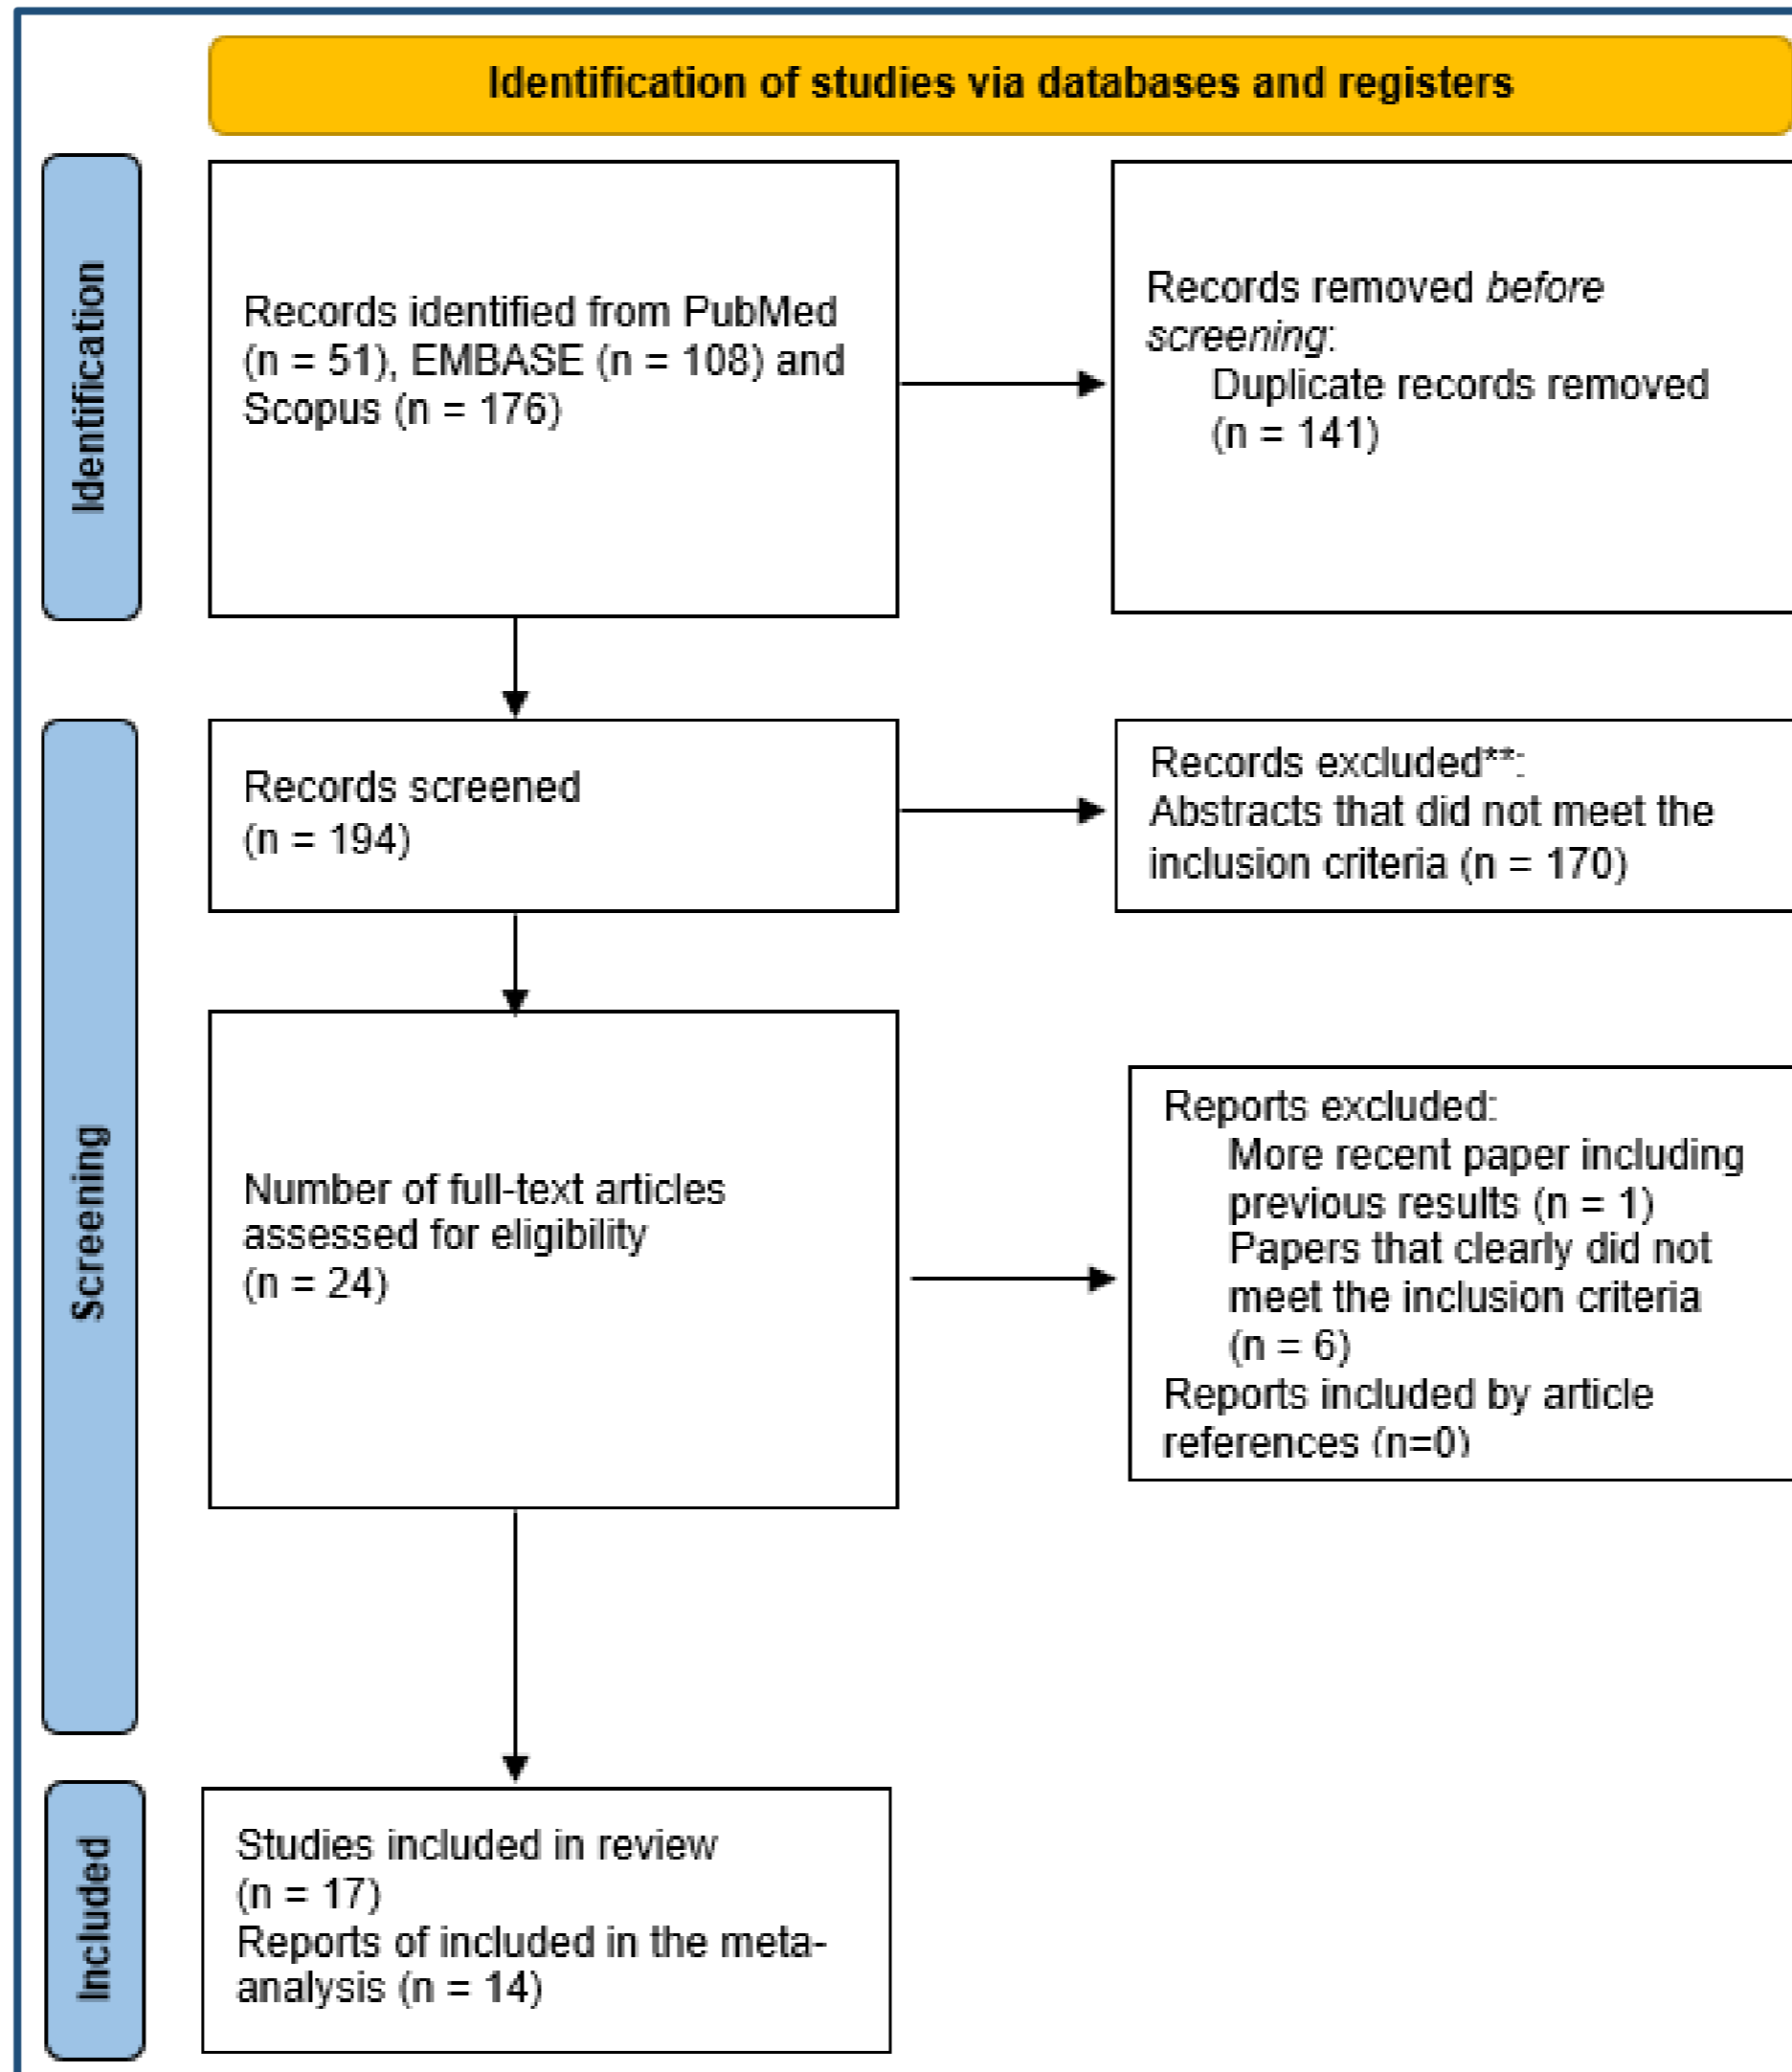 Identification of studies via databases and registers
Identification
Records identified from PubMed
(n = 51), EMBASE (n = 108) and
Scopus (n = 176)
Records removed before
screening:
Duplicate records removed
(n = 141)
Screening
Records screened
(n = 194)
Records excluded**:
Abstracts that did not meet the
inclusion criteria (n = 170)
Number of full-text articles
assessed for eligibility
(n = 24)
Reports excluded:
More recent paper including
previous results (n = 1)
Papers that clearly did not
meet the inclusion criteria
(n = 6)
Reports included by article
references (n=0)
Included
Studies included in review
(n = 17)
Reports of included in the meta-
analysis (n = 14)